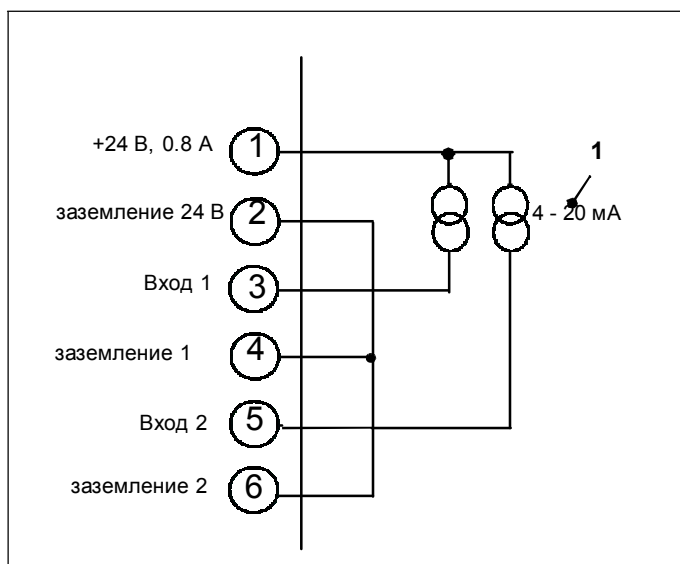 +24 В, 0.8 А 1
1
заземление 24 В 2
4 - 20 мА
Вход 1 3
заземление 1 4
Вход 2 5
заземление 2 6